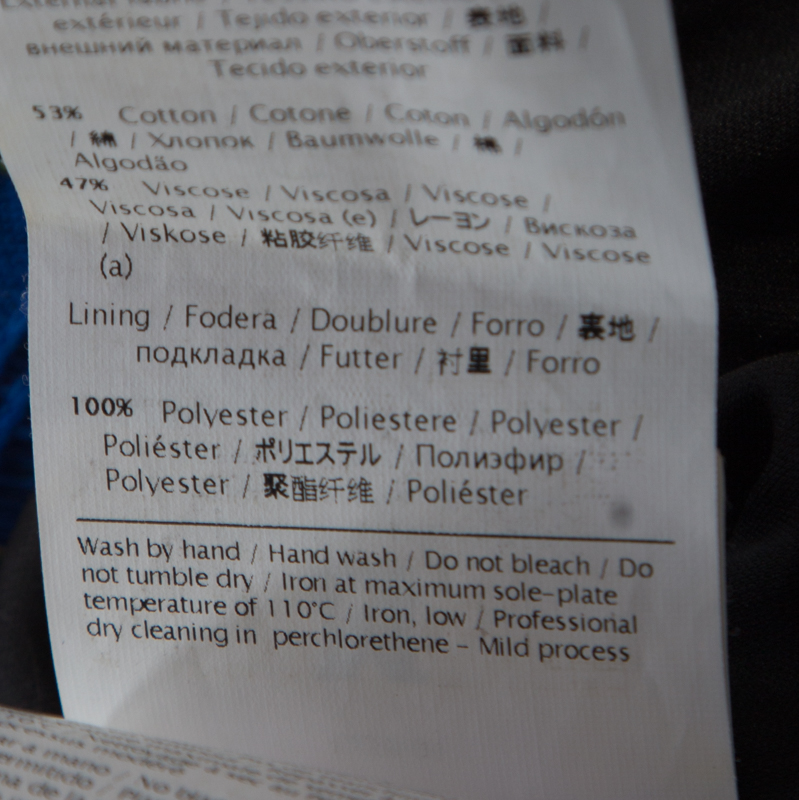 extérieur / Tejido exterior / 表地 /
внешний материал / Oberstoff / 面料 /
Tecido exterior
53% Cotton / Cotone / Coton / Algodón
/ 綿 / Хлопок / Baumwolle / 棉 /
Algodão
47% Viscose / Viscosa / Viscose /
Viscosa / Viscosa (e) / レーヨン / Вискоза
/ Viskose / 粘胶纤维 / Viscose / Viscose
(a)
Lining / Fodera / Doublure / Forro / 裏地 /
подкладка / Futter / 衬里 / Forro
100% Polyester / Poliestere / Polyester /
Poliéster / ポリエステル / Полиэфир /
Polyester / 聚酯纤维 / Poliéster
Wash by hand / Hand wash / Do not bleach / Do
not tumble dry / Iron at maximum sole-plate
temperature of 110°C / Iron, low / Professional
dry cleaning in perchlorethene - Mild process
a mano / No